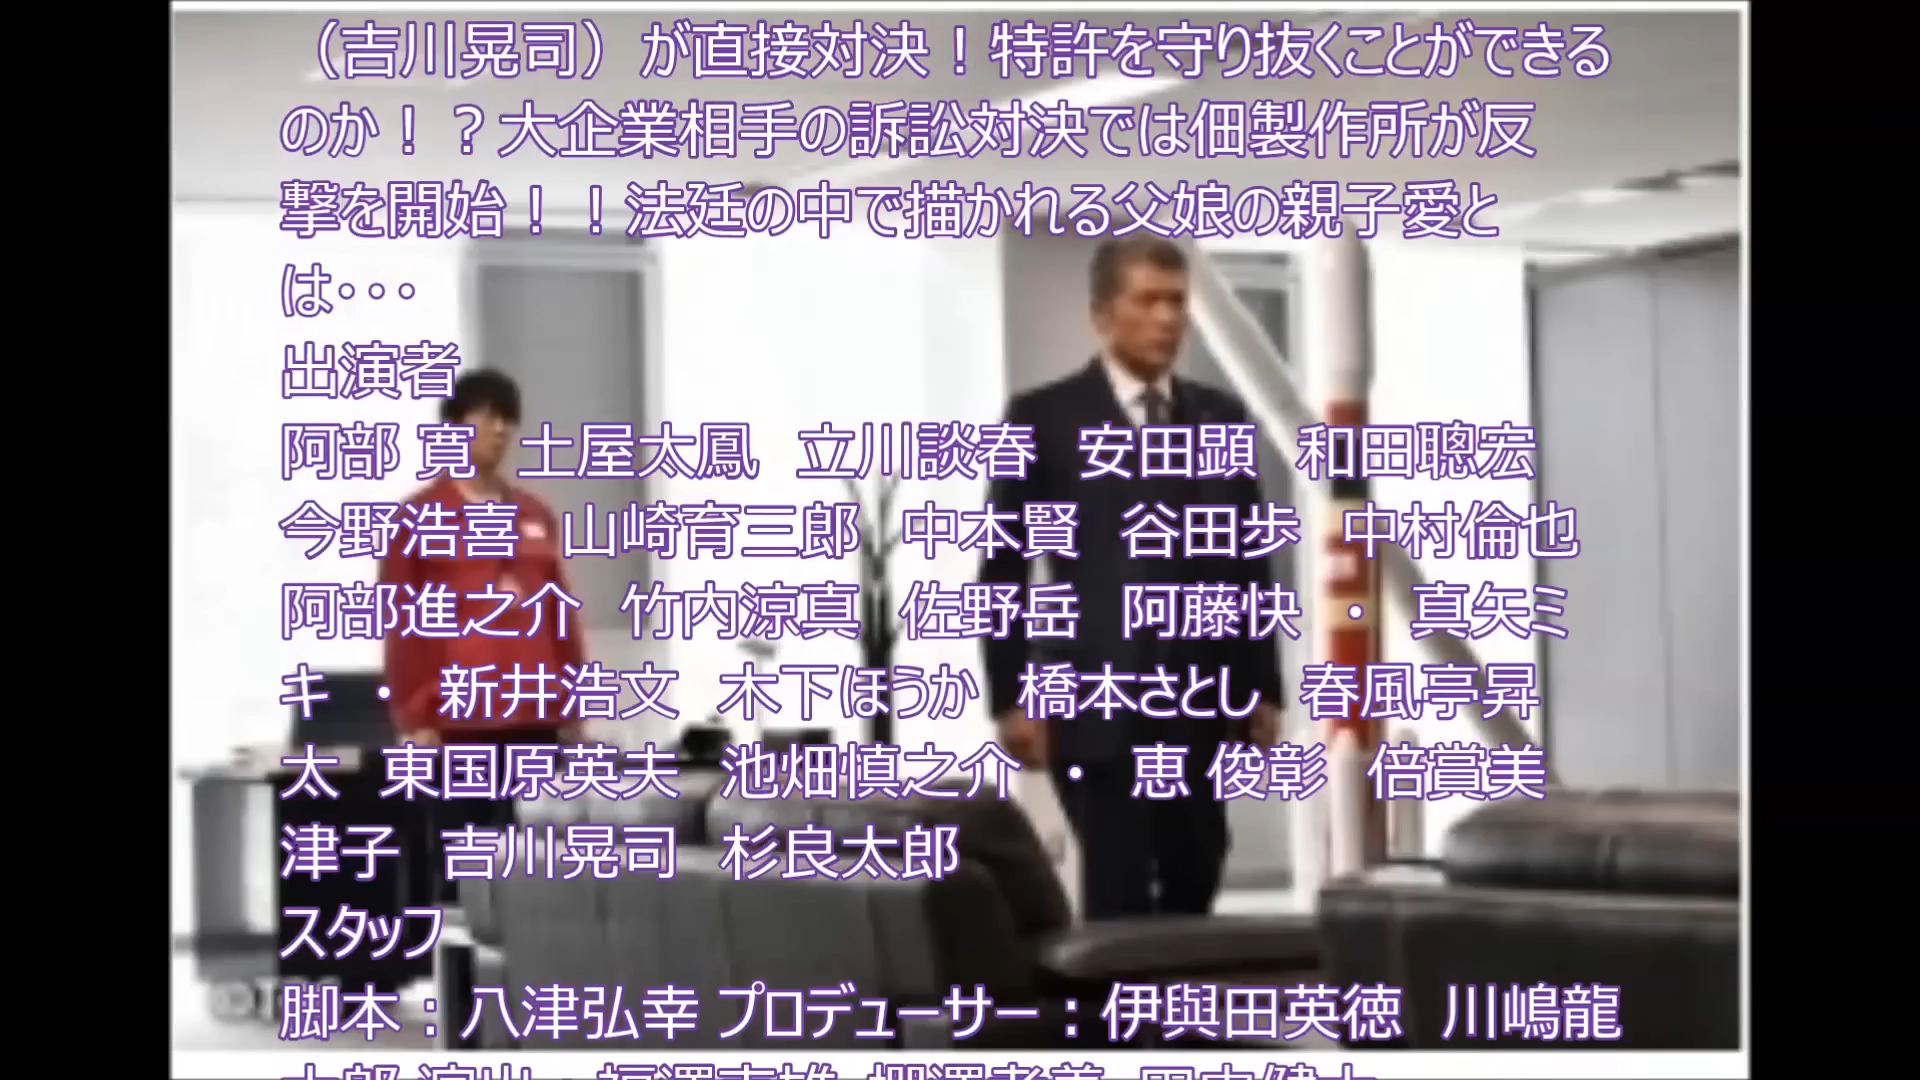 （吉川晃司）が直接対決！特許を守り抜くことができる
のか！？大企業相手の訴訟対決では佃製作所が反
撃を開始！！法廷の中で描かれる父娘の親子愛と
は・・・
出演者
阿部 寛　土屋太鳳　立川談春　安田顕　和田聰宏
今野浩喜　山崎育三郎　中本賢　谷田歩　中村倫也
阿部進之介　竹内涼真　佐野岳　阿藤快　・　真矢ミ
キ　・　新井浩文　木下ほうか　橋本さとし　春風亭昇
太　東国原英夫　池畑慎之介　・　恵 俊彰　倍賞美
津子　吉川晃司　杉良太郎
スタッフ
脚本：八津弘幸 プロデューサー：伊與田英徳　川嶋龍